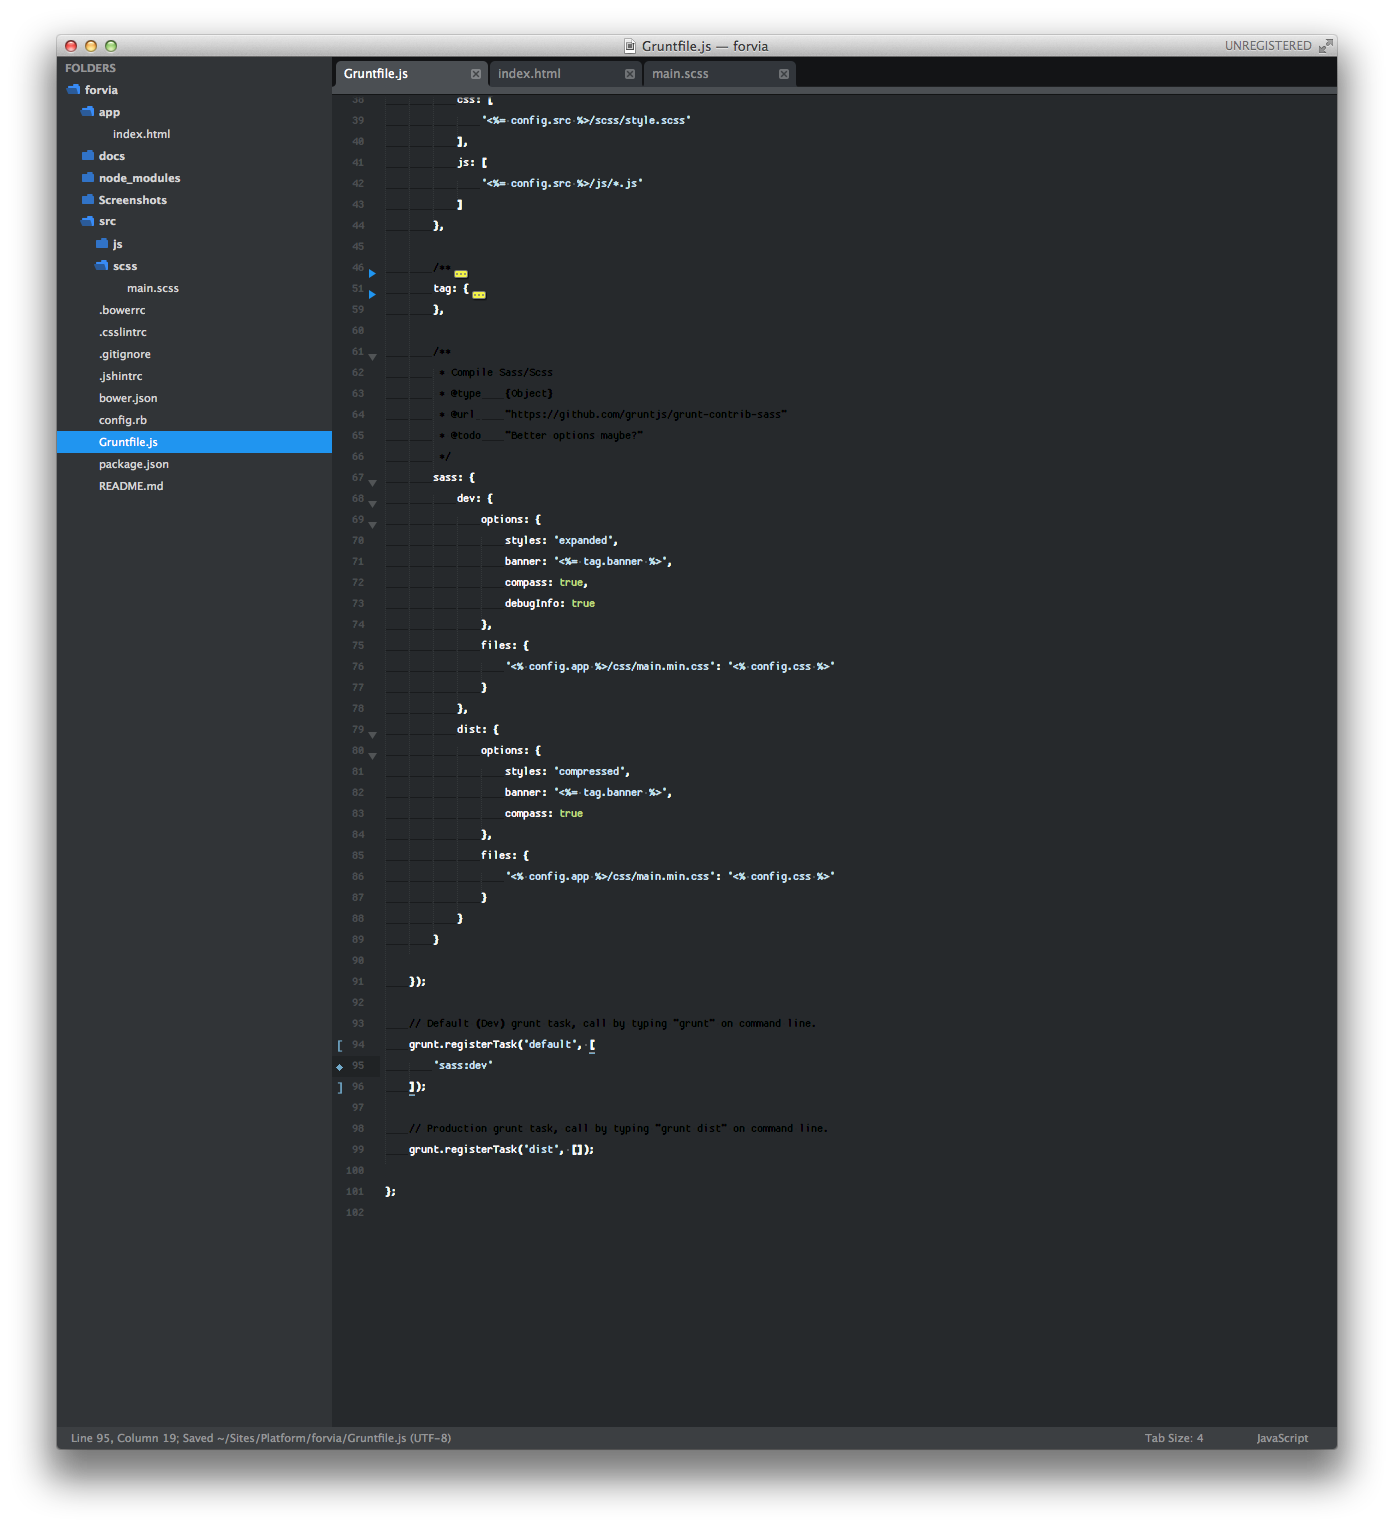 Gruntfile.js — forvia
UNREGISTERED
FOLDERS
forvia
app
index.html
docs
node_modules
Screenshots
src
js
scss
main.scss
.bowerrc
.csslintrc
.gitignore
.jshintrc
bower.json
config.rb
Gruntfile.js
package.json
README.md
Gruntfile.js index.html main.scss
38 css: [
39 '<%= config.src %>/scss/style.scss'
40 ],
41 js: [
42 '<%= config.src %>/js/*.js'
43 ]
44 },
45
46 /**
51 tag: {
59 },
60
61 /**
62 * Compile Sass/Scss
63 * @type {Object}
64 * @url "https://github.com/gruntjs/grunt-contrib-sass"
65 * @todo "Better options maybe?"
66 */
67 sass: {
68 dev: {
69 options: {
70 styles: 'expanded',
71 banner: '<%= tag.banner %>',
72 compass: true,
73 debugInfo: true
74 },
75 files: {
76 '<% config.app %>/css/main.min.css': '<% config.css %>'
77 }
78 },
79 dist: {
80 options: {
81 styles: 'compressed',
82 banner: '<%= tag.banner %>',
83 compass: true
84 },
85 files: {
86 '<% config.app %>/css/main.min.css': '<% config.css %>'
87 }
88 }
89 }
90
91 });
92
93 // Default (Dev) grunt task, call by typing "grunt" on command line.
94 grunt.registerTask('default', [
95 'sass:dev'
96 ]);
97
98 // Production grunt task, call by typing "grunt dist" on command line.
99 grunt.registerTask('dist', []);
100
101 };
102
Line 95, Column 19; Saved ~/Sites/Platform/forvia/Gruntfile.js (UTF-8)
Tab Size: 4
JavaScript